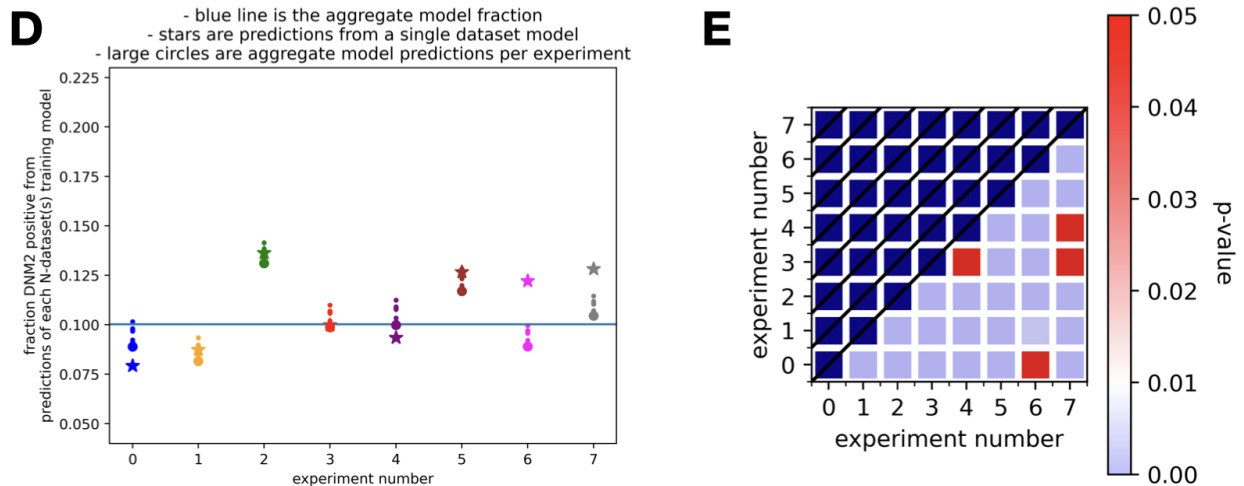 D
- blue line is the aggregate model fraction
- stars are predictions from a single dataset model
- large circles are aggregate model predictions per experiment
fraction DNM2 positive from
predictions of each N-dataset(s) training model
0.225
0.200
0.175
0.150
0.125
0.100
0.075
0.050
0 1 2 3 4 5 6 7
experiment number
E
experiment number
7
6
5
4
3
2
1
0
0 1 2 3 4 5 6 7
experiment number
0.05
0.04
0.03
0.02
0.01
0.00
p-value